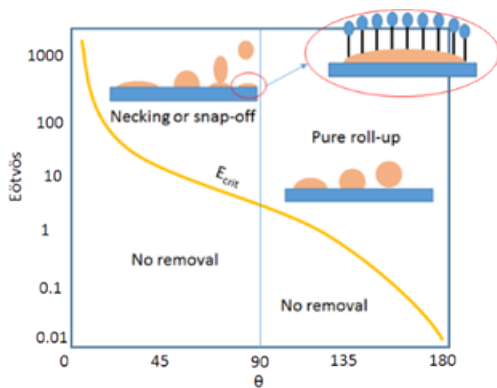 1000
100
10
1
0.1
0.01
Eötvös
Necking or snap-off
Pure roll-up
Ecrit
No removal
No removal
0
45
90
135
180
θ